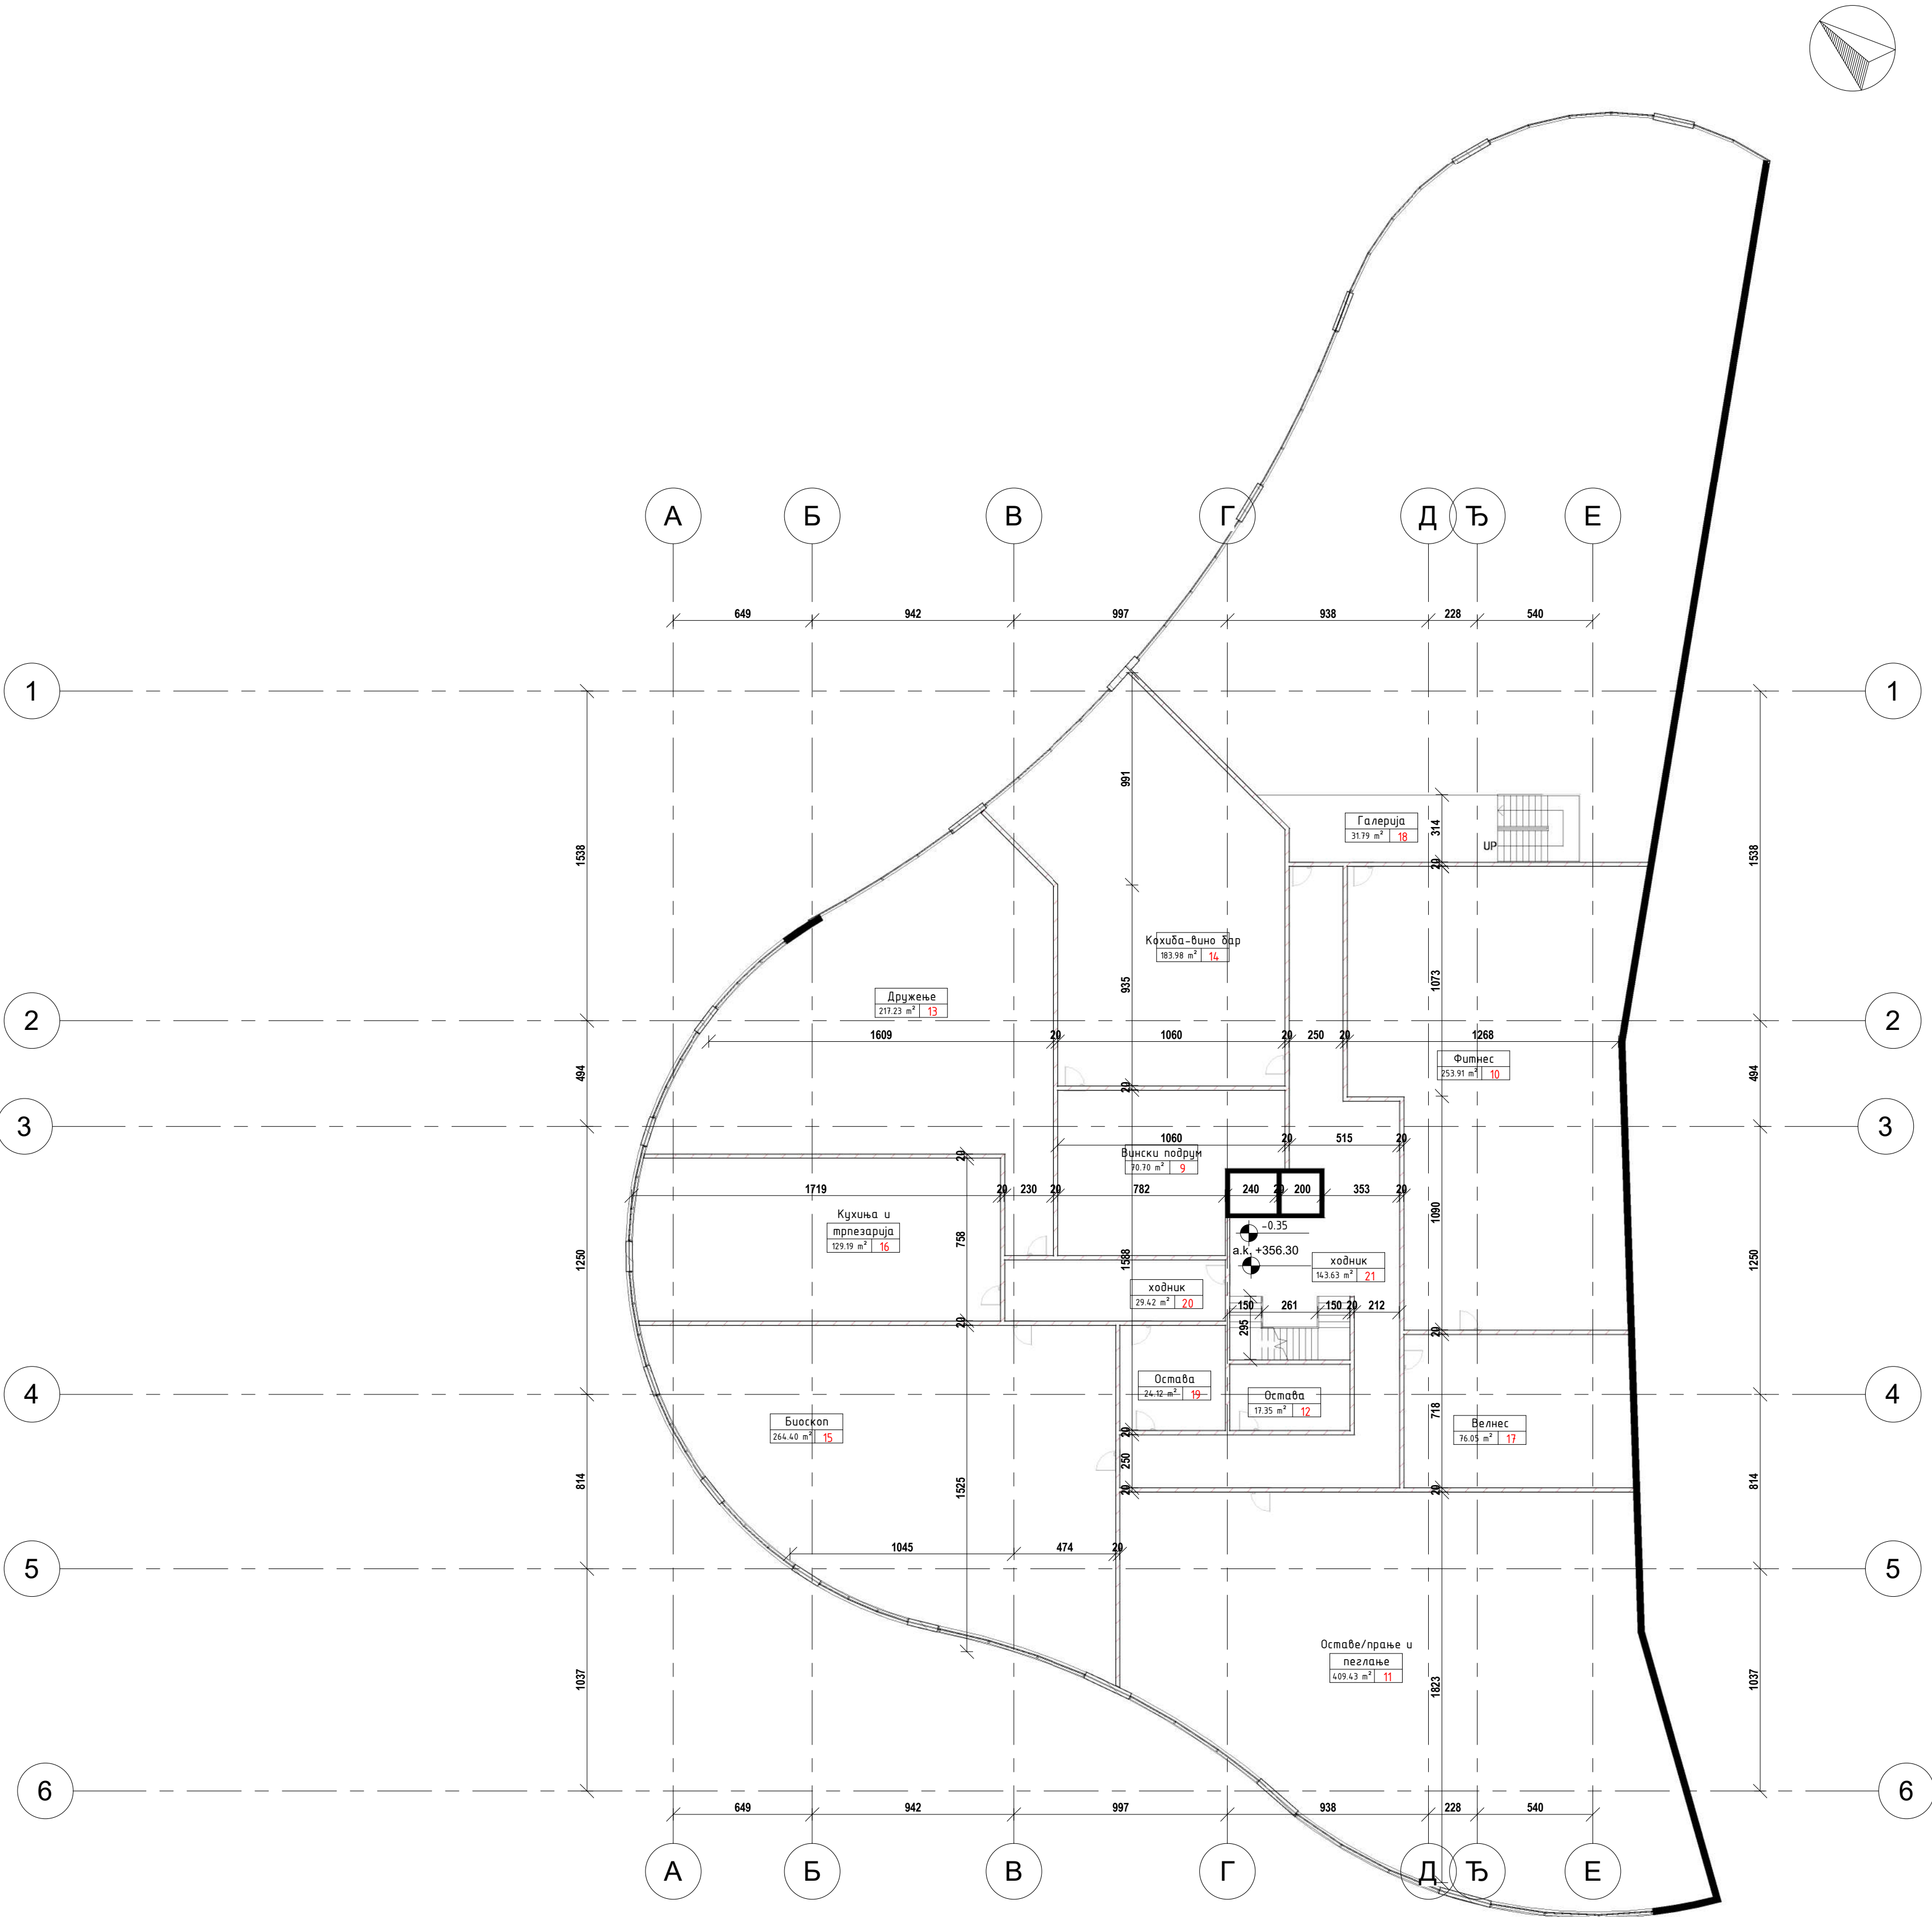 А Б В Г Д Ђ Е
649 942 997 938 228 540
1 1
991
1538 1538
Галерија
31.79 m² 18
314
20
UP
Кохиба-вино бар
183.98 m² 14
935
1073
Дружење
217.23 m² 13
2 2
1609 20 1060 20 250 20 1268
Фитнес
253.91 m² 10
494 494
20
3 3
1060 20 515 20
Вински подрум
70.70 m² 9
20
1719 20 230 20 782 240 20 200 353 20
Кухиња и
трпезарија
129.19 m² 16
758
1090
-0.35
a.k. +356.30
1250 1250
1588
ходник
143.63 m² 21
ходник
29.42 m² 20
150 261 150 20 212
295
20
20
Остава
24.12 m² 19
Остава
17.35 m² 12
4 4
718
Биоскоп
264.40 m² 15
Велнес
76.05 m² 17
20
250
20
20
814 814
1525
1045 474 20
5 5
Оставе/прање и
пеглање
409.43 m² 11
1037 1037
1823
6 6
649 942 997 938 228 540
А Б В Г Д Ђ Е